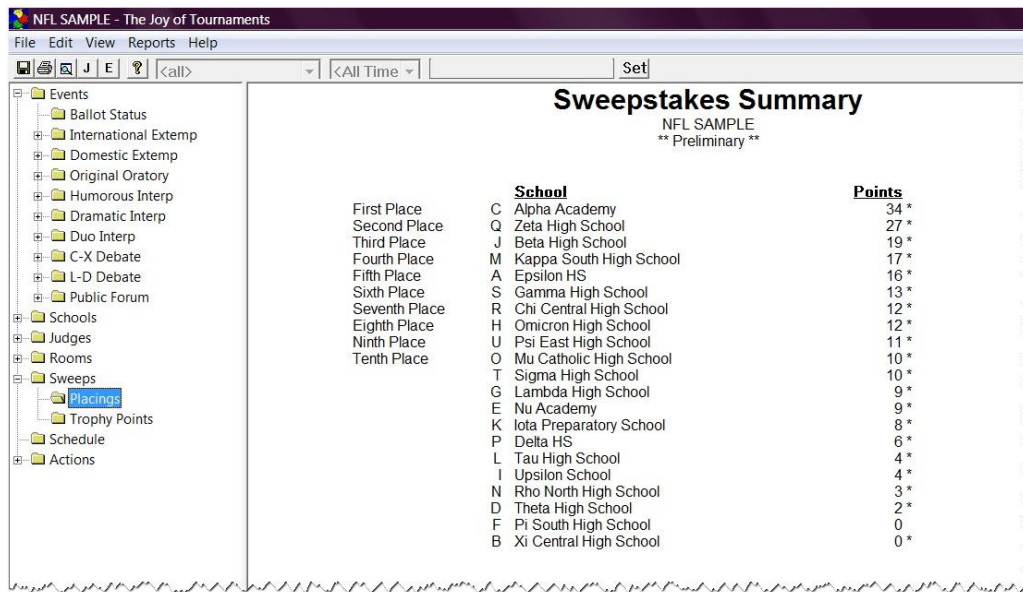 NFL SAMPLE - The Joy of Tournaments
File Edit View Reports Help
J E ? <all> <All Time Set
Events
Ballot Status
International Extemp
Domestic Extemp
Original Oratory
Humorous Interp
Dramatic Interp
Duo Interp
C-X Debate
L-D Debate
Public Forum
Schools
Judges
Rooms
Sweeps
Placings
Trophy Points
Schedule
Actions
Sweepstakes Summary
NFL SAMPLE
** Preliminary **
School Points
First Place C Alpha Academy 34 *
Second Place Q Zeta High School 27 *
Third Place J Beta High School 19 *
Fourth Place M Kappa South High School 17 *
Fifth Place A Epsilon HS 16 *
Sixth Place S Gamma High School 13 *
Seventh Place R Chi Central High School 12 *
Eighth Place H Omicron High School 12 *
Ninth Place U Psi East High School 11 *
Tenth Place O Mu Catholic High School 10 *
T Sigma High School 10 *
G Lambda High School 9 *
E Nu Academy 9 *
K Iota Preparatory School 8 *
P Delta HS 6 *
L Tau High School 4 *
I Upsilon School 4 *
N Rho North High School 3 *
D Theta High School 2 *
F Pi South High School 0
B Xi Central High School 0 *